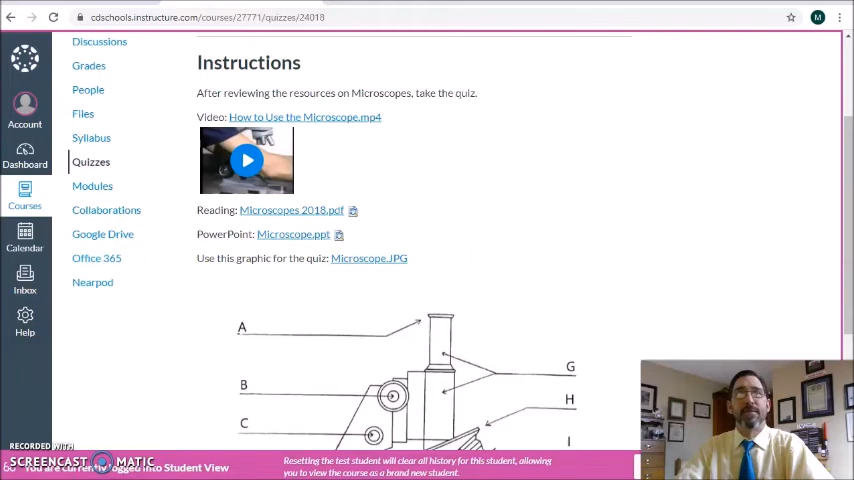 cdschools.instructure.com/courses/27771/quizzes/24018
M
Account
Dashboard
Courses
Calendar
Inbox
Help
Discussions
Grades
People
Files
Syllabus
Quizzes
Modules
Collaborations
Google Drive
Office 365
Nearpod
Instructions
After reviewing the resources on Microscopes, take the quiz.
Video: How to Use the Microscope.mp4
Reading: Microscopes 2018.pdf
PowerPoint: Microscope.ppt
Use this graphic for the quiz: Microscope.JPG
A
B
C
G
H
I
RECORDED WITH
SCREENCAST MATIC
You are currently logged into Student View
Resetting the test student will clear all history for this student, allowing
you to view the course as a brand new student.